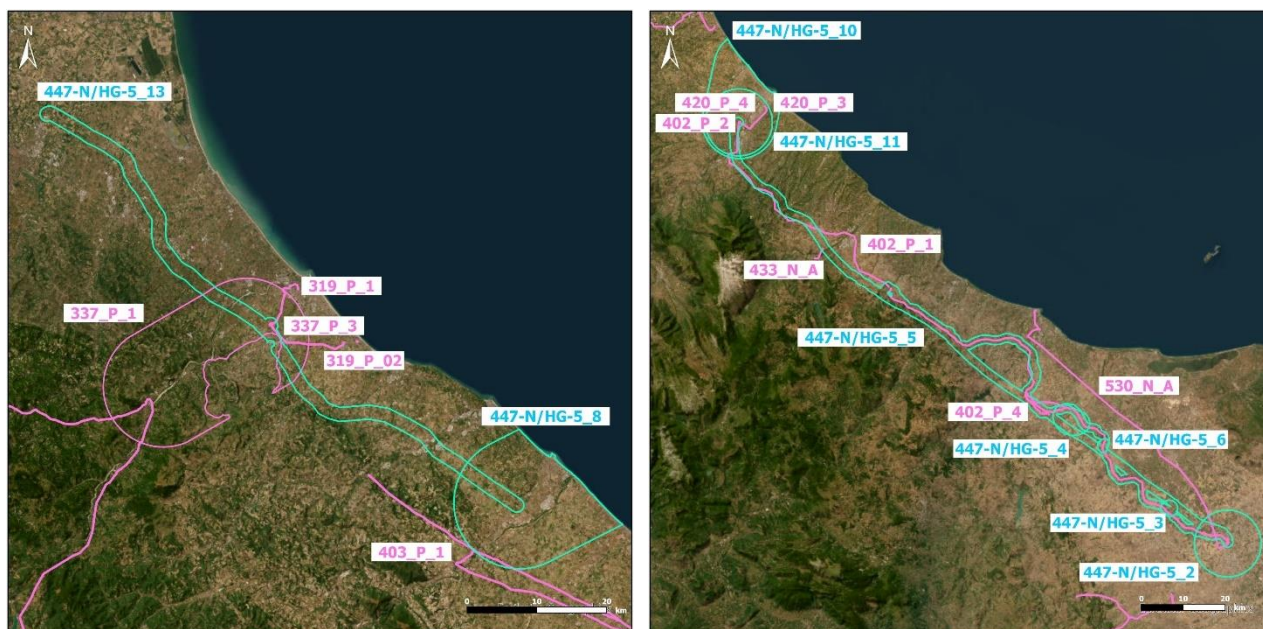 N
447-N/HG-5_13
319_P_1
337_P_1
337_P_3
319_P_02
447-N/HG-5_8
403_P_1
0 10 20
km
N
447-N/HG-5_10
420_P_4 420_P_3
402_P_2
447-N/HG-5_11
402_P_1
433_N_A
447-N/HG-5_5
530_N_A
402_P_4
447-N/HG-5_6
447-N/HG-5_4
447-N/HG-5_3
447-N/HG-5_2
0 10 20